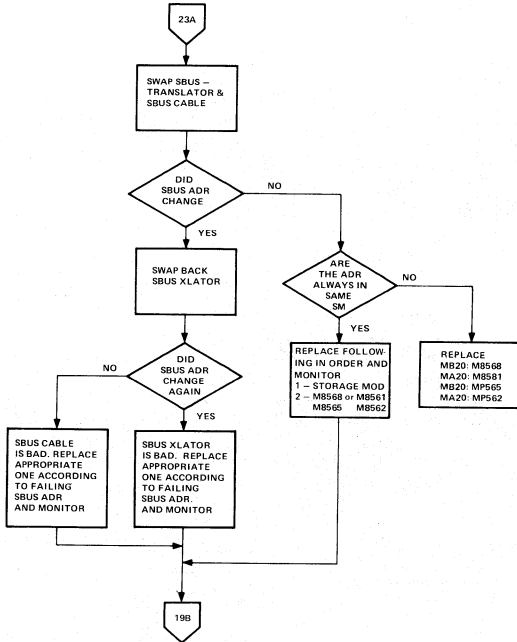 23A
SWAP SBUS –
TRANSLATOR &
SBUS CABLE
DID
SBUS ADR
CHANGE
NO
YES
SWAP BACK
SBUS XLATOR
ARE
THE ADR
ALWAYS IN
SAME
SM
NO
YES
DID
SBUS ADR
CHANGE
AGAIN
NO
YES
REPLACE FOLLOW-
ING IN ORDER AND
MONITOR
1 – STORAGE MOD
2 – M8568 or M8561
M8565 M8562
REPLACE
MB20: M8568
MA20: M8581
MB20: MP565
MA20: MP562
SBUS CABLE
IS BAD. REPLACE
APPROPRIATE
ONE ACCORDING
TO FAILING
SBUS ADR
AND MONITOR
SBUS XLATOR
IS BAD. REPLACE
APPROPRIATE
ONE ACCORDING
TO FAILING
SBUS ADR.
AND MONITOR
19B